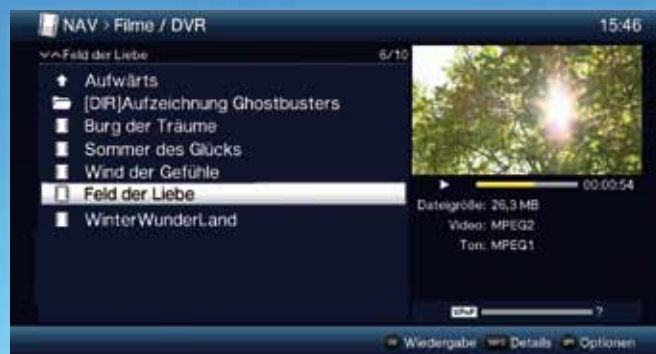 NAV > Filme / DVR
15:46
Feld der Liebe
6/10
Aufwärts
[DIR]Aufzeichnung Ghostbusters
Burg der Träume
Sommer des Glücks
Wind der Gefühle
Feld der Liebe
WinterWunderLand
00:00:54
Dateigröße: 26,3 MB
Video: MPEG2
Ton: MPEG1
UPnP
?
Wiedergabe
Details
Optionen